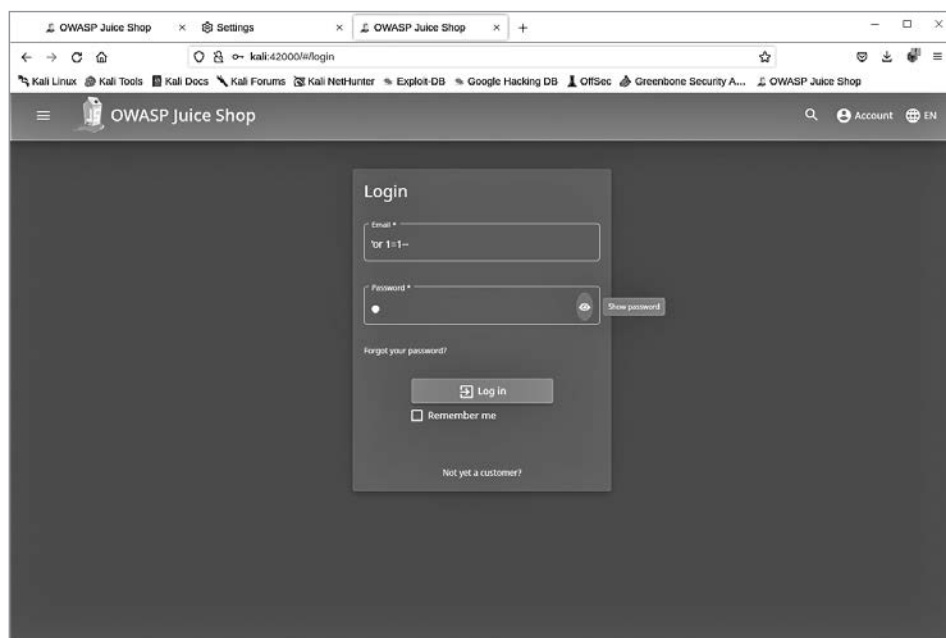 OWASP Juice Shop × Settings × OWASP Juice Shop × +
kali:42000/#/login
Kali Linux Kali Tools Kali Docs Kali Forums Kali NetHunter Exploit-DB Google Hacking DB OffSec Greenbone Security A... OWASP Juice Shop
OWASP Juice Shop Account EN
Login
Email *
'or 1=1--
Password *
Show password
Forgot your password?
Log in
Remember me
Not yet a customer?